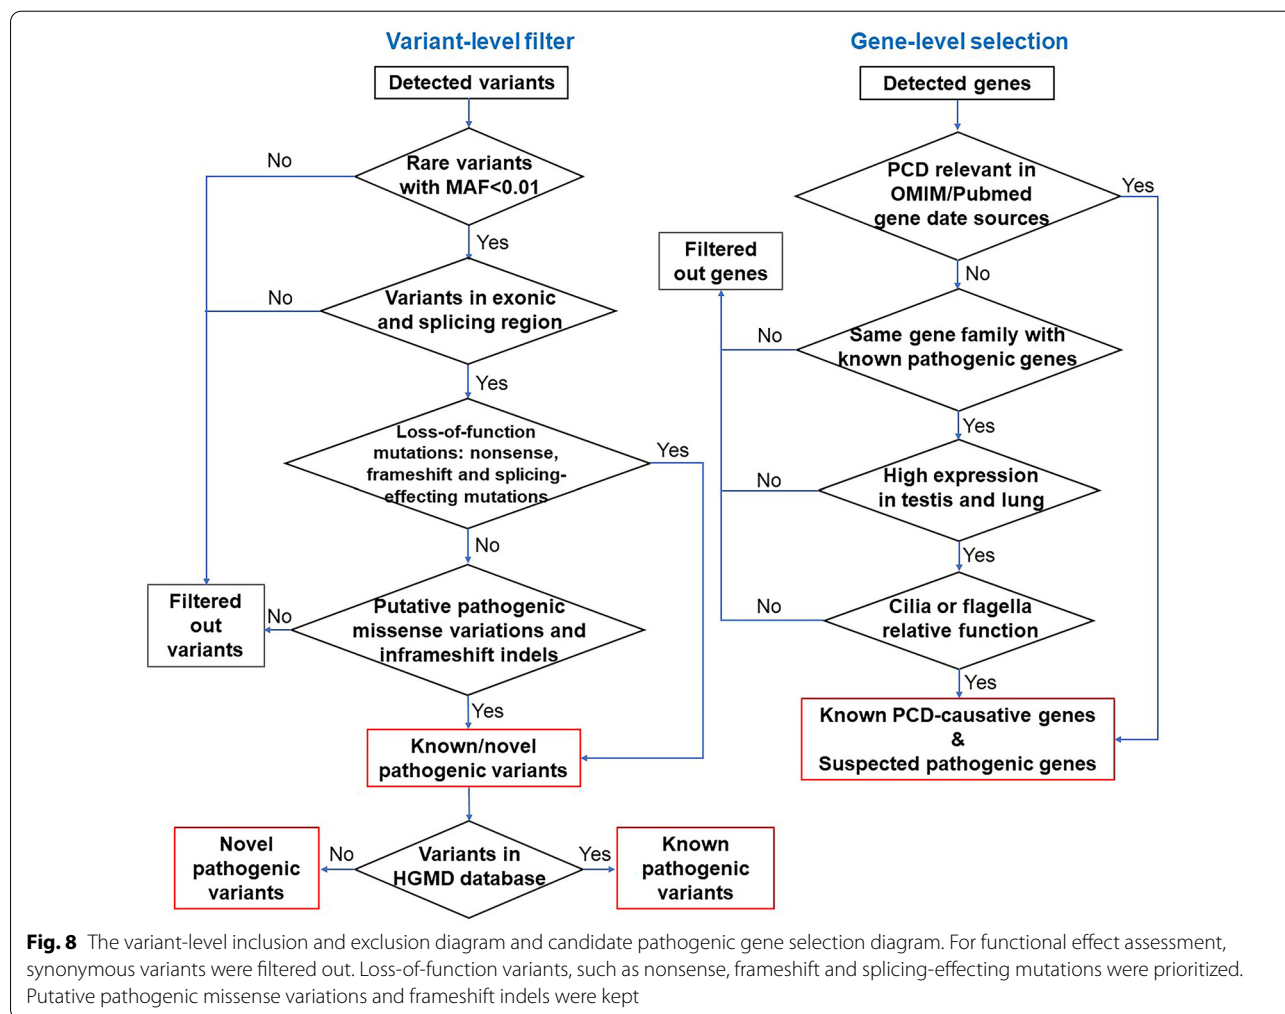 Variant-level filter
Detected variants
No
Rare variants
with MAF<0.01
Yes
No
Variants in exonic
and splicing region
Yes
Loss-of-function
mutations: nonsense,
frameshift and splicing-
effecting mutations
Yes
No
Filtered
out
variants
No
Putative pathogenic
missense variations and
inframeshift indels
Yes
Known/novel
pathogenic variants
Novel
pathogenic
variants
No
Variants in
HGMD database
Yes
Known
pathogenic
variants
Gene-level selection
Detected genes
PCD relevant in
OMIM/Pubmed
gene date sources
Yes
Filtered
out genes
No
No
Same gene family with
known pathogenic genes
Yes
No
High expression
in testis and lung
Yes
No
Cilia or flagella
relative function
Yes
Known PCD-causative genes
&
Suspected pathogenic genes
Fig. 8 The variant-level inclusion and exclusion diagram and candidate pathogenic gene selection diagram. For functional effect assessment,
synonymous variants were filtered out. Loss-of-function variants, such as nonsense, frameshift and splicing-effecting mutations were prioritized.
Putative pathogenic missense variations and frameshift indels were kept